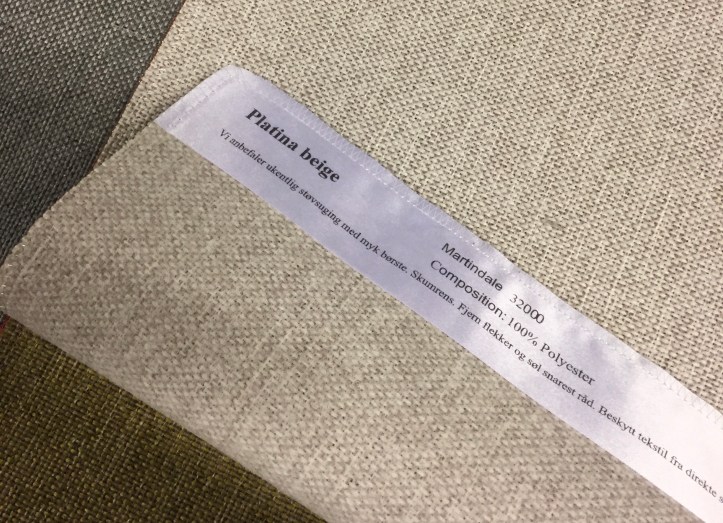 Platina beige
Martindale 32000
Composition: 100% Polyester
Vi anbefaler ukentlig støvsuging med myk børste. Skumrens. Fjern flekker og søl snarest råd. Beskytt tekstil fra direkte s